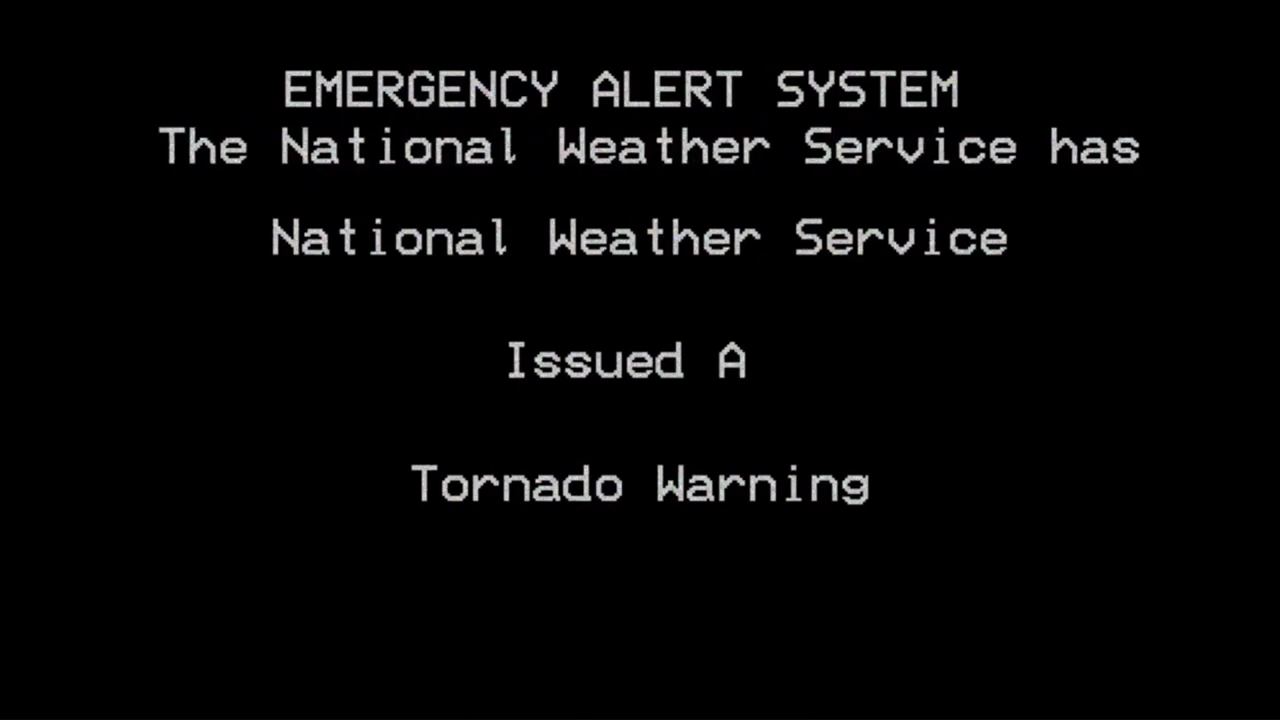 EMERGENCY ALERT SYSTEM
The National Weather Service has
National Weather Service
Issued A
Tornado Warning